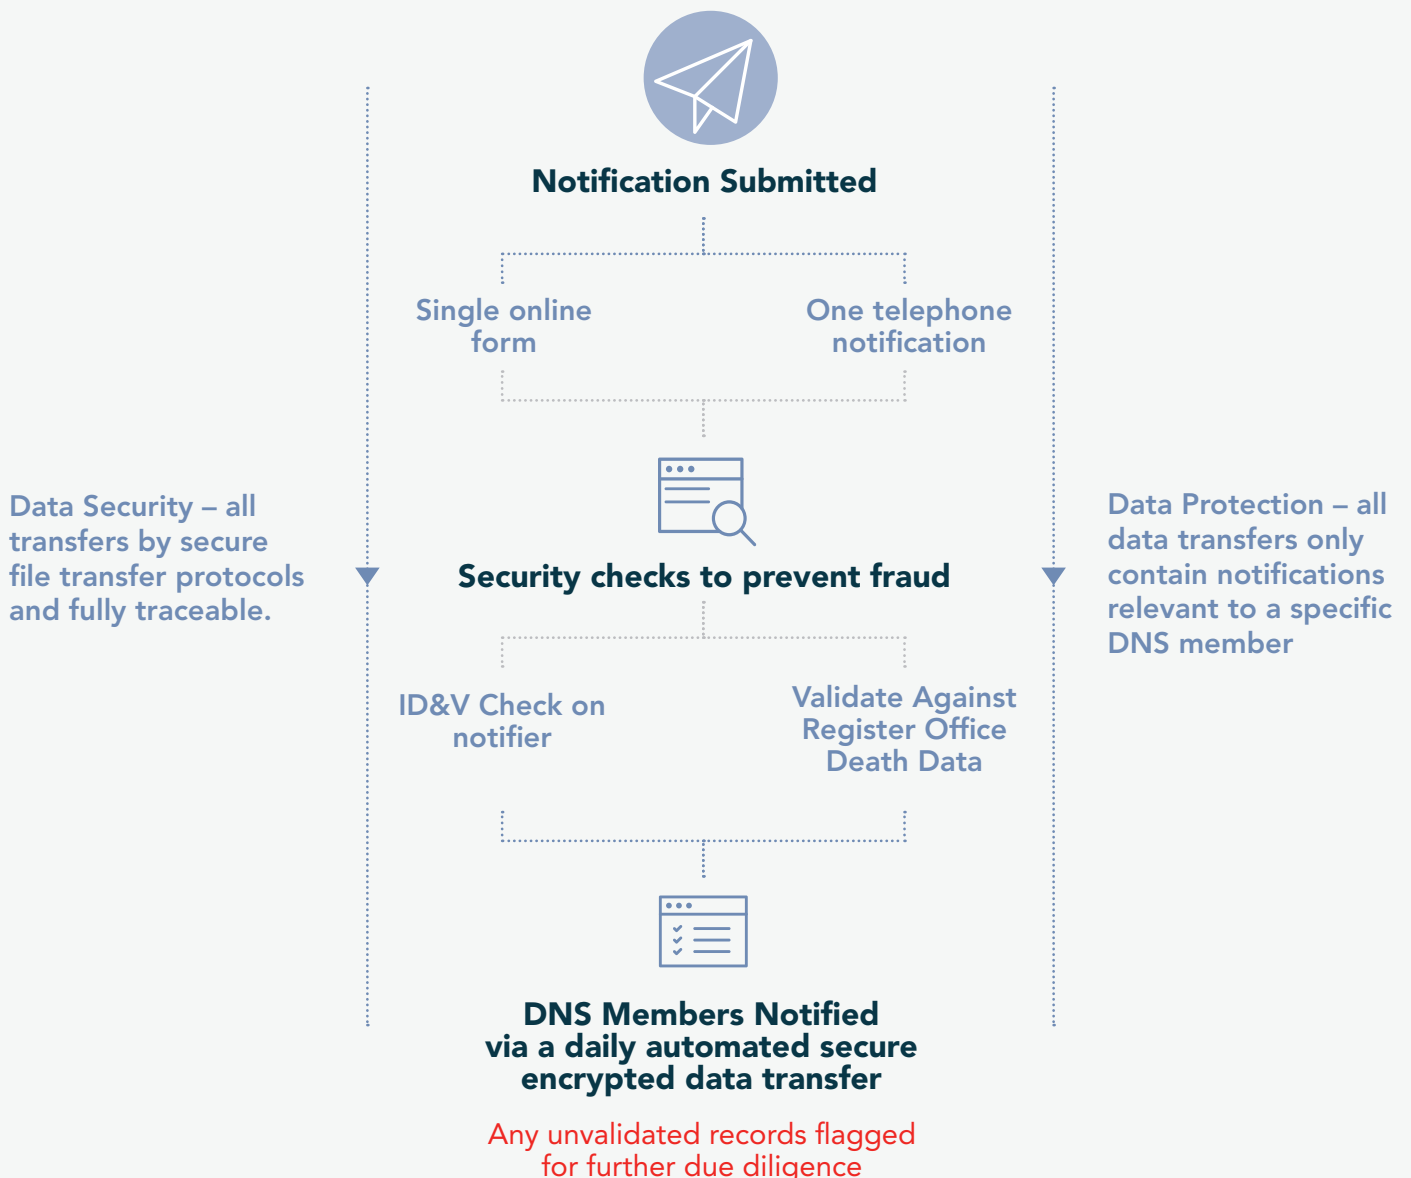 Notification Submitted
Single online
form
One telephone
notification
Data Security – all
transfers by secure
file transfer protocols
and fully traceable.
Security checks to prevent fraud
Data Protection – all
data transfers only
contain notifications
relevant to a specific
DNS member
ID&V Check on
notifier
Validate Against
Register Office
Death Data
DNS Members Notified
via a daily automated secure
encrypted data transfer
Any unvalidated records flagged
for further due diligence